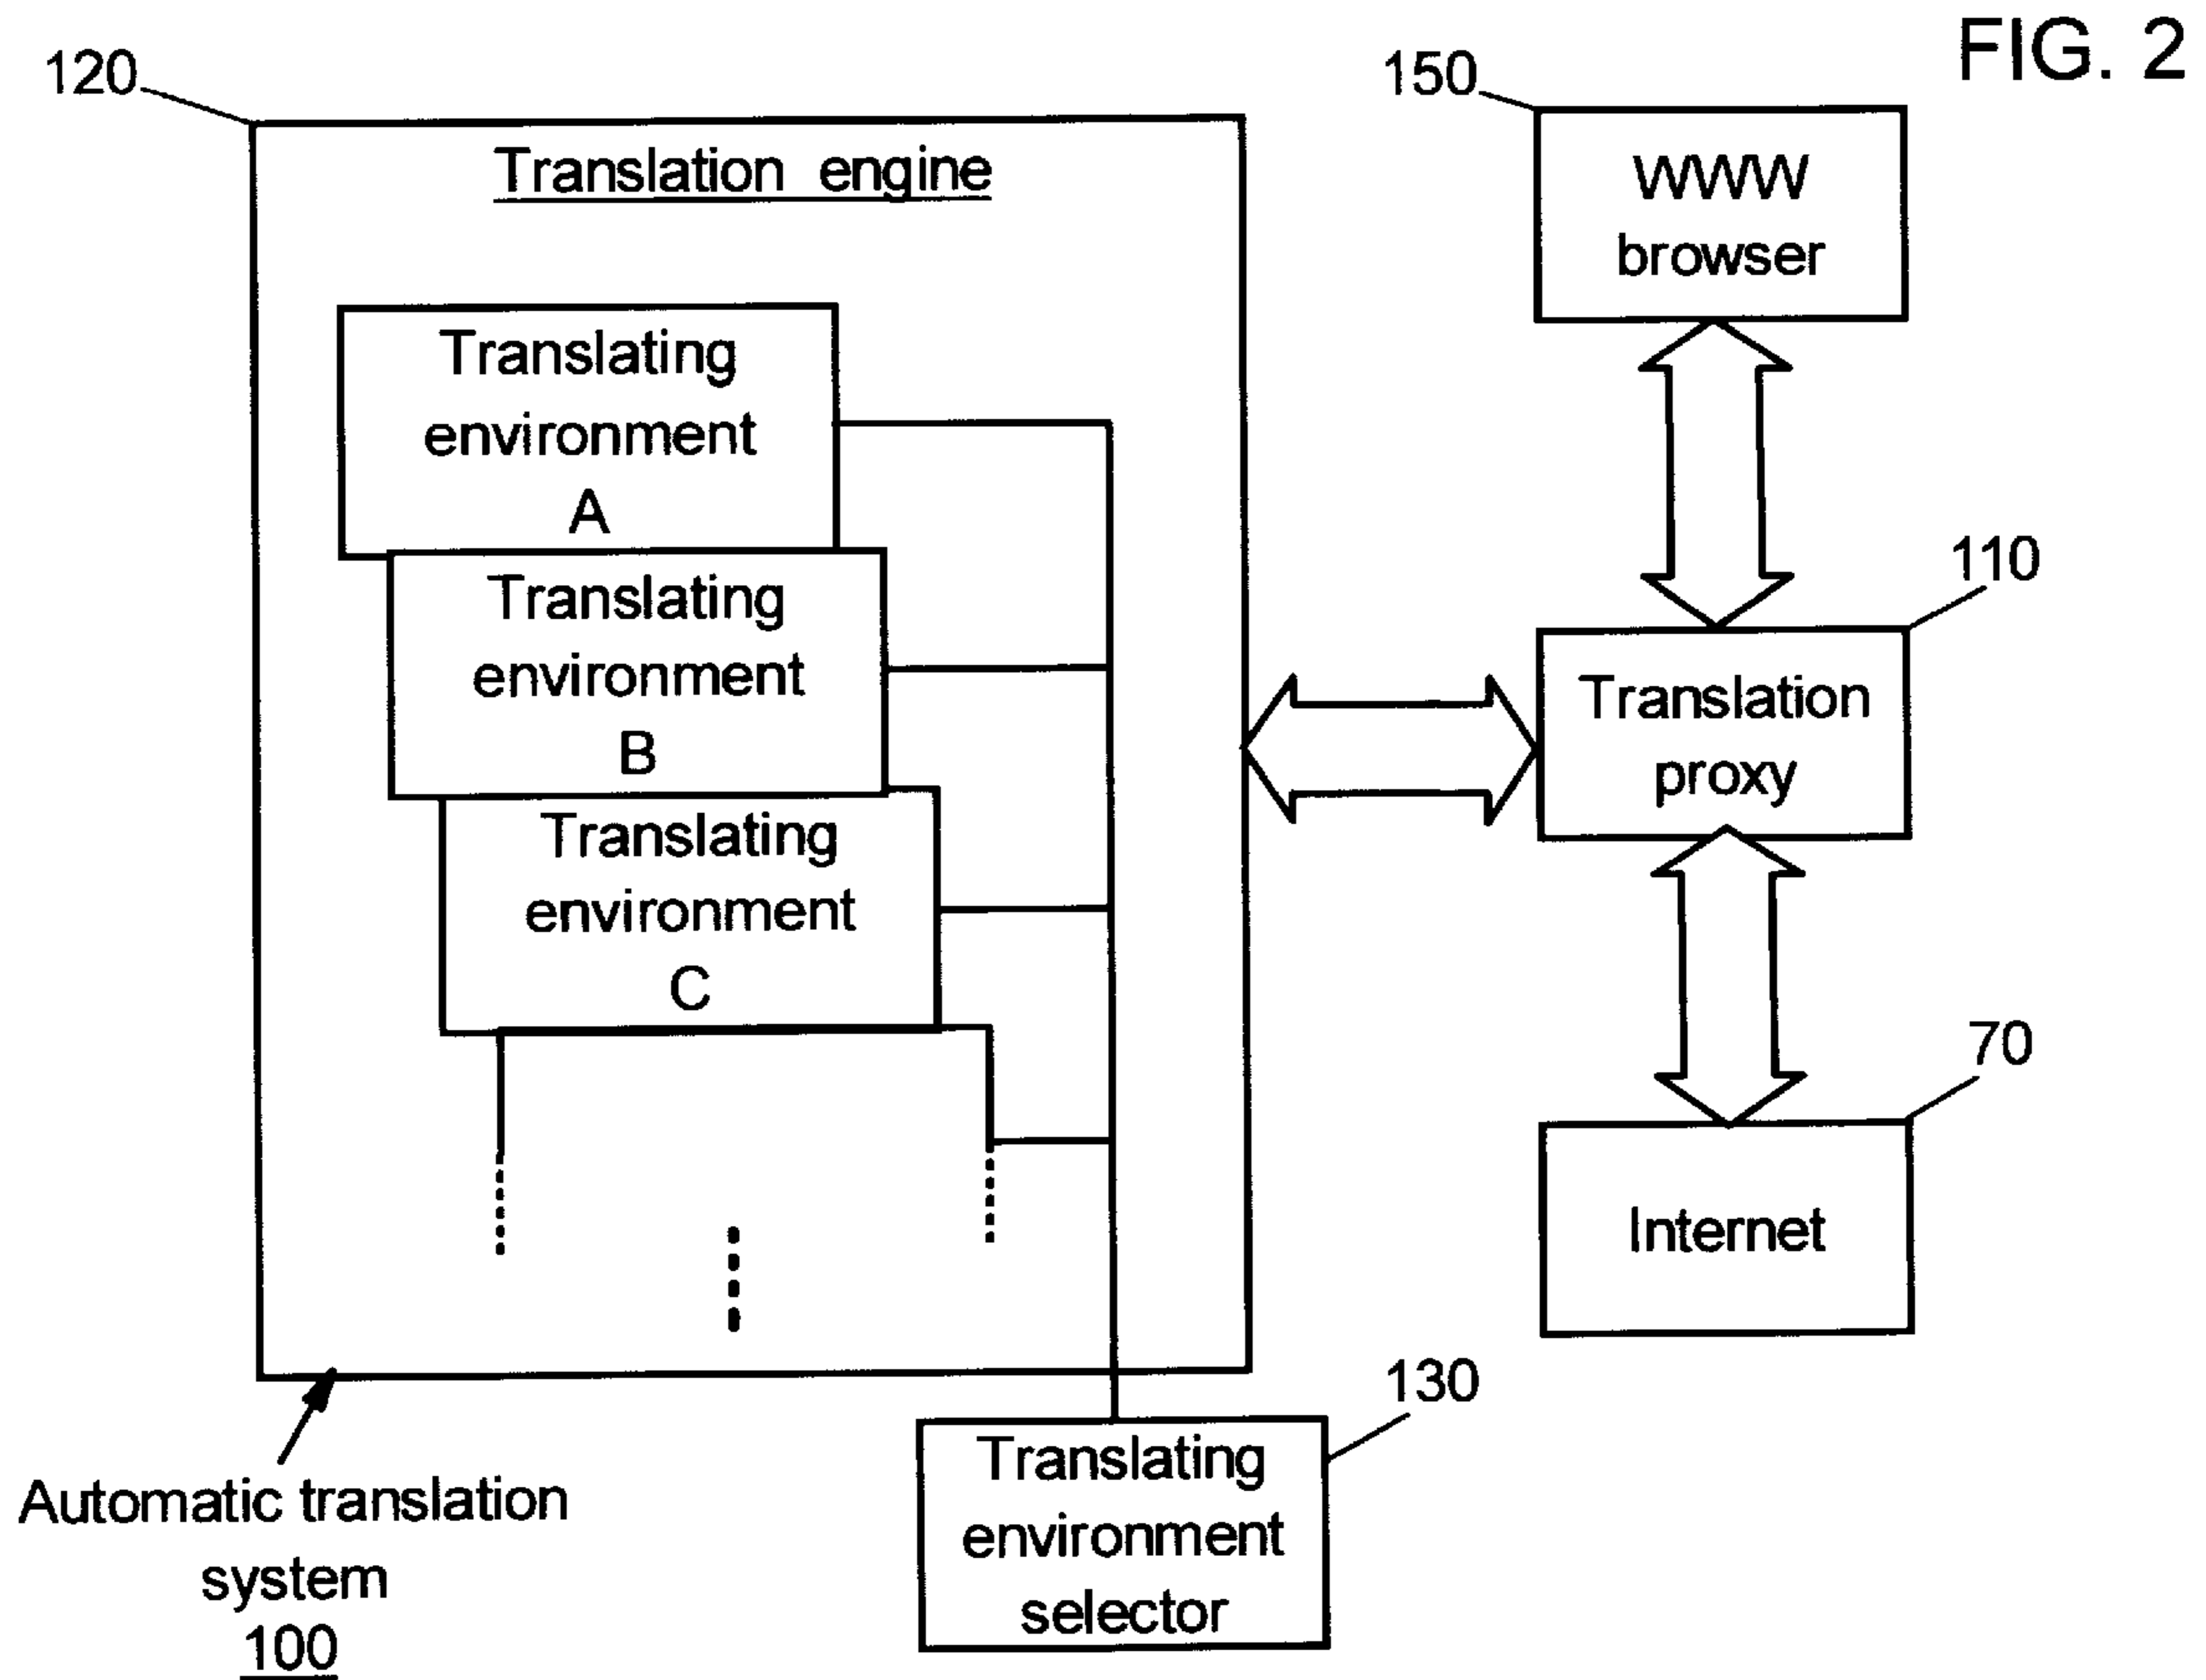 FIG. 2
120
Translation engine
Translating
environment
A
Translating
environment
B
Translating
environment
C
150
WWW
browser
110
Translation
proxy
70
Internet
130
Translating
environment
selector
Automatic translation
system
100